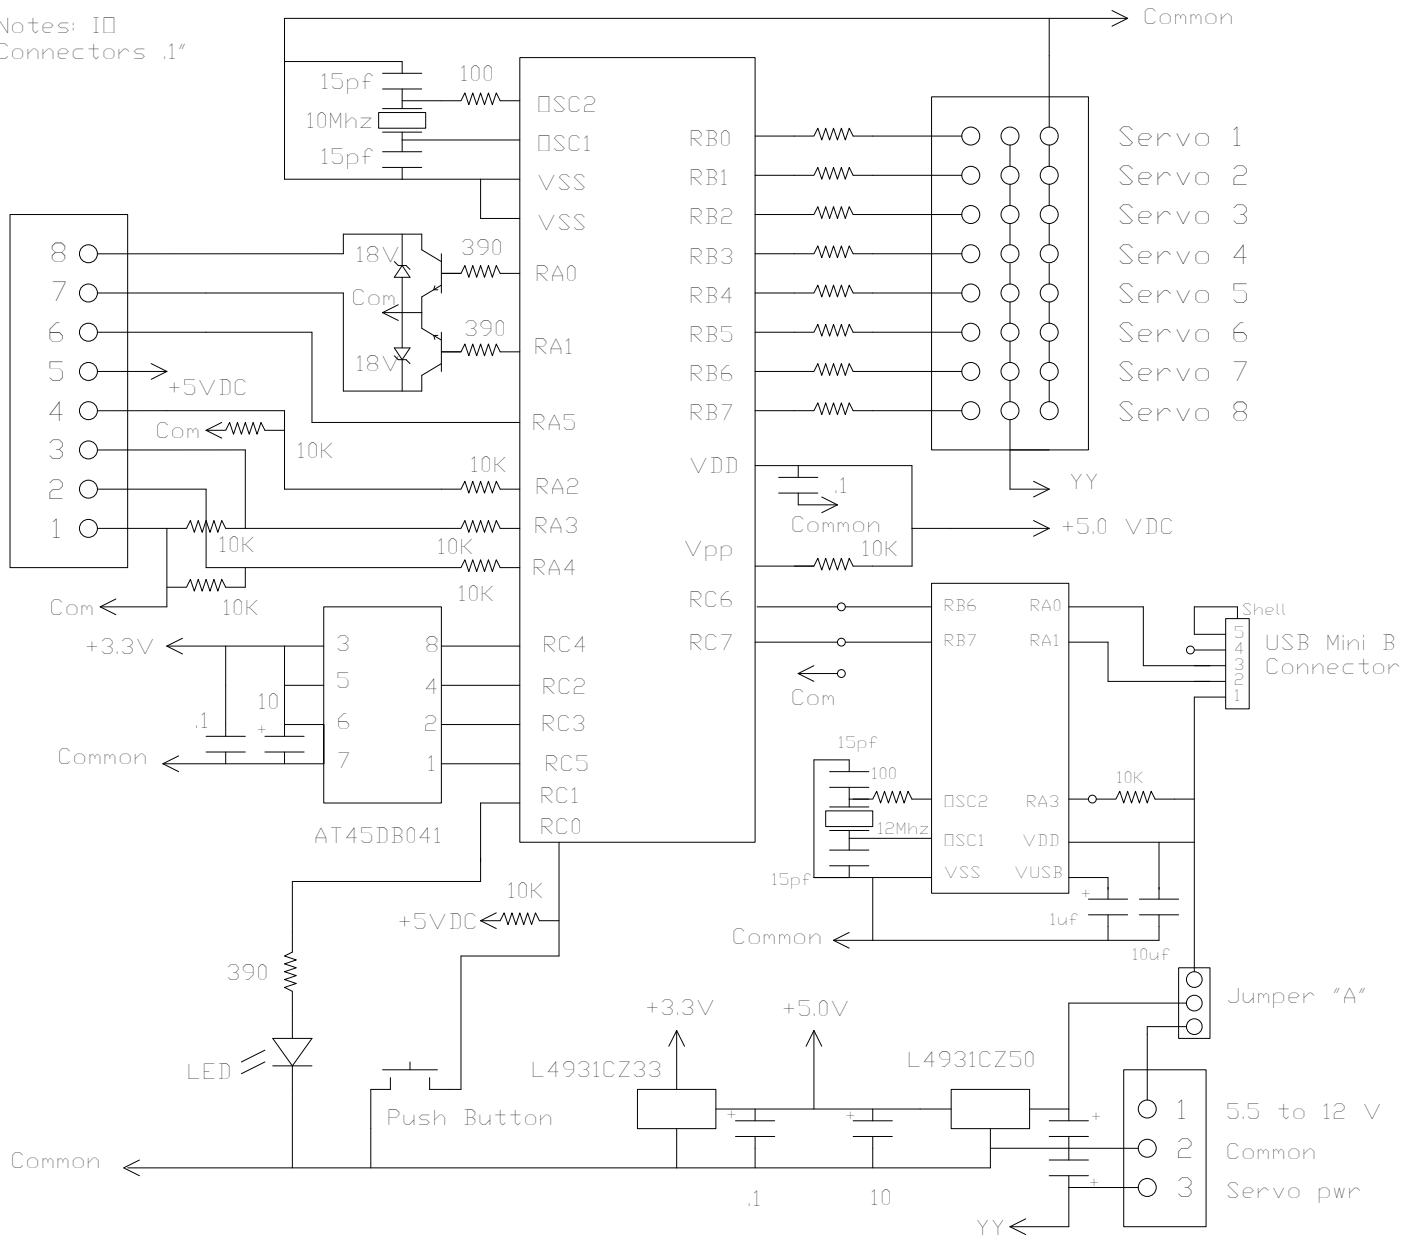 Notes: IO
Connectors .1"
Common
15pf
100
10Mhz
15pf
OSC2
OSC1
VSS
VSS
RA0
RA1
RA5
RA2
RA3
RA4
RC4
RC2
RC3
RC5
RC1
RC0
RB0
RB1
RB2
RB3
RB4
RB5
RB6
RB7
VDD
Vpp
RC6
RC7
Servo 1
Servo 2
Servo 3
Servo 4
Servo 5
Servo 6
Servo 7
Servo 8
YY
.1
Common
+5.0 VDC
10K
8
7
6
5
4
3
2
1
18V
390
Com
390
18V
+5VDC
Com
10K
10K
10K
10K
10K
10K
Com
+3.3V
.1
10
+
Common
3
5
6
7
8
4
2
1
AT45DB041
Com
RB6
RB7
OSC2
OSC1
VSS
RA0
RA1
RA3
VDD
VUSB
Shell
5
4
3
2
1
USB Mini B
Connector
15pf
100
12Mhz
15pf
10K
+
1uf
10uf
Common
10K
+5VDC
390
LED
Push Button
Common
+3.3V
+5.0V
L4931CZ33
L4931CZ50
+
+
+
+
.1
10
Jumper "A"
1
2
3
5.5 to 12 V
Common
Servo pwr
YY